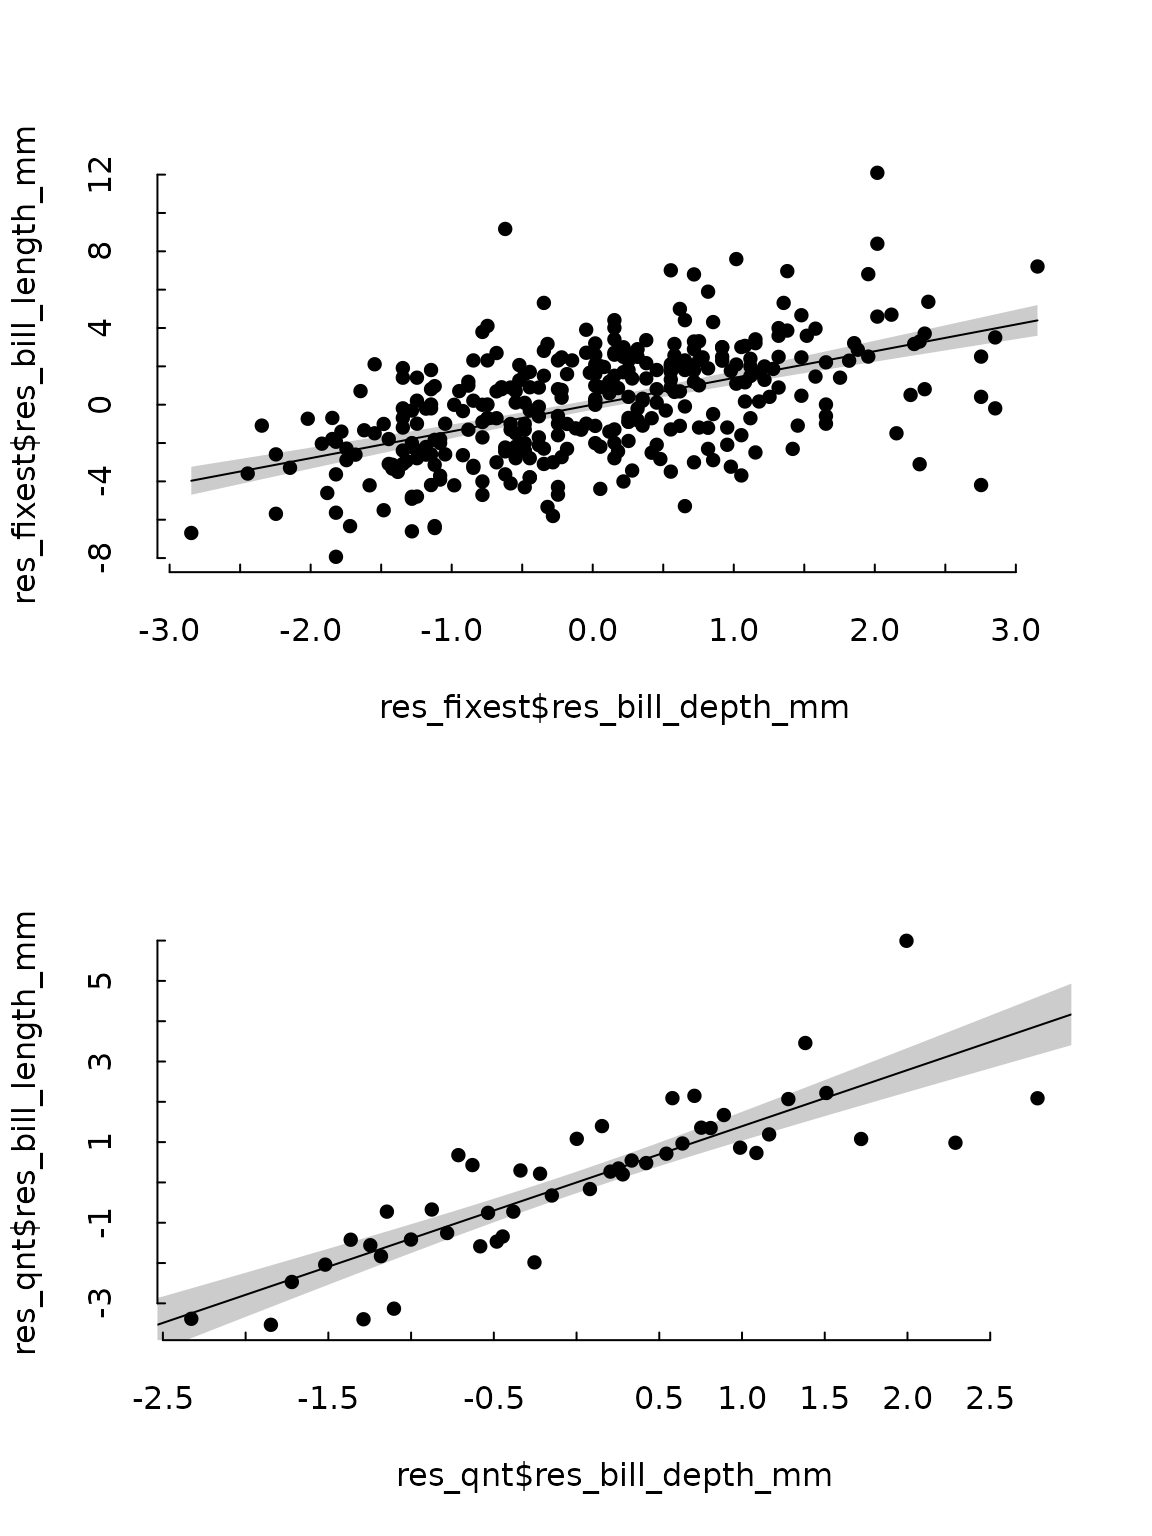 res_fixest$res_bill_length_mm
12
8
4
0
-4
-8
-3.0 -2.0 -1.0 0.0 1.0 2.0 3.0
res_fixest$res_bill_depth_mm
res_qnt$res_bill_length_mm
5
3
1
-1
-3
-2.5 -1.5 -0.5 0.5 1.0 1.5 2.0 2.5
res_qnt$res_bill_depth_mm